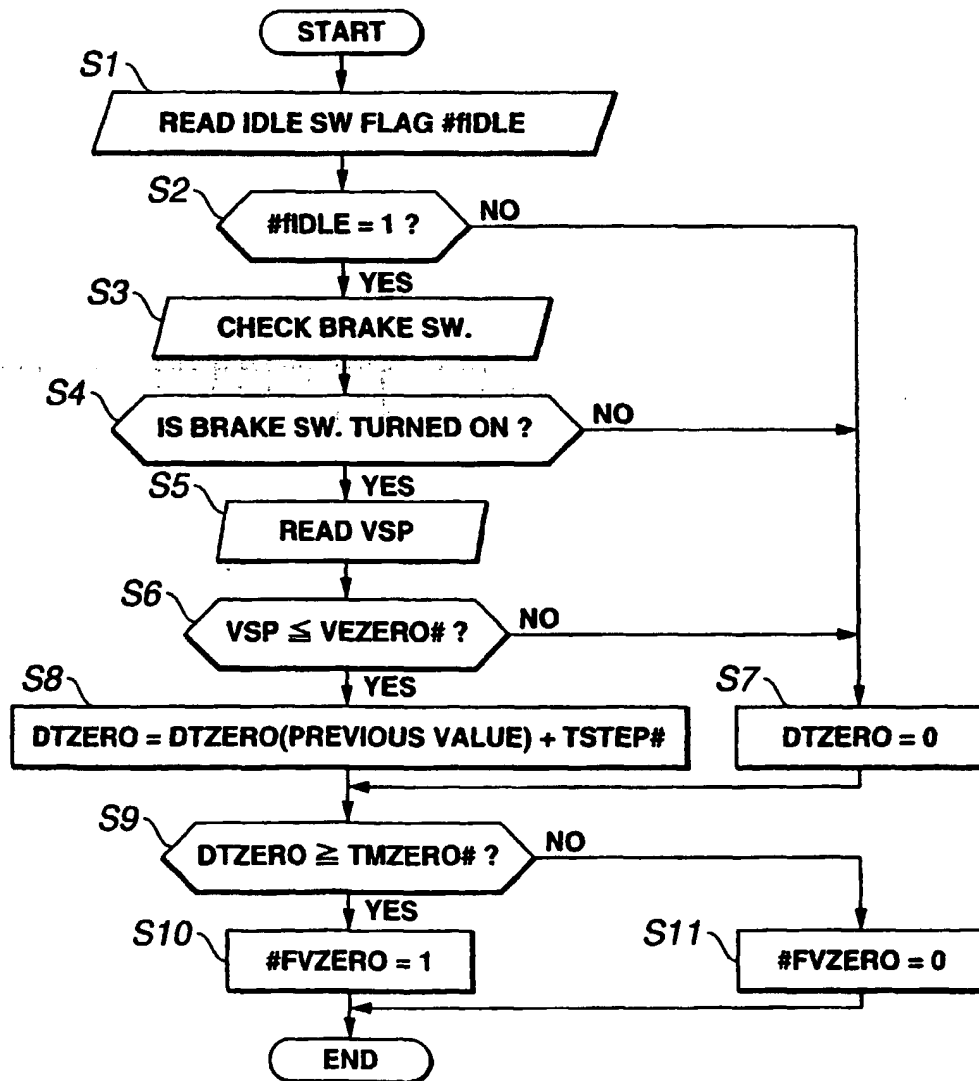 START
S1
READ IDLE SW FLAG #fIDLE
S2
#fIDLE = 1 ?
NO
YES
S3
CHECK BRAKE SW.
S4
IS BRAKE SW. TURNED ON ?
NO
YES
S5
READ VSP
S6
VSP ≦ VEZERO# ?
NO
YES
S8
DTZERO = DTZERO(PREVIOUS VALUE) + TSTEP#
S7
DTZERO = 0
S9
DTZERO ≧ TMZERO# ?
NO
YES
S10
#FVZERO = 1
S11
#FVZERO = 0
END